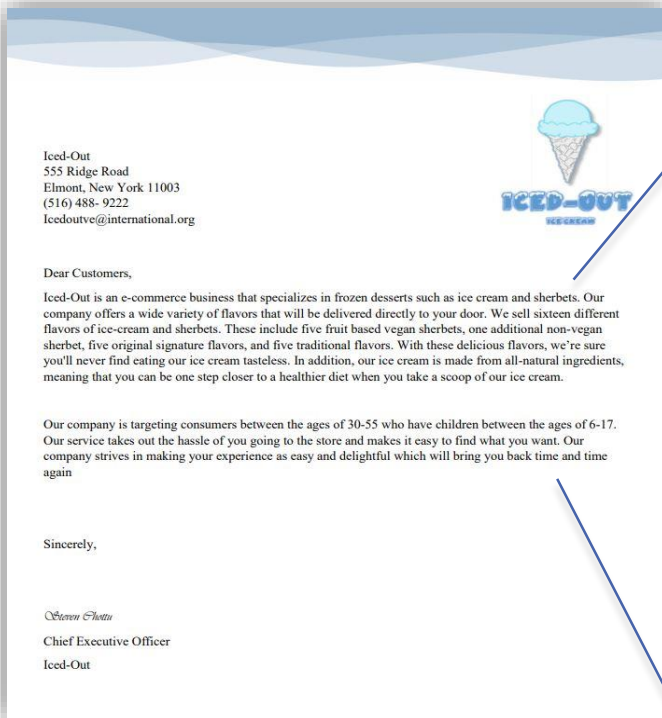 Iced-Out
555 Ridge Road
Elmont, New York 11003
(516) 488- 9222
Icedoutve@international.org
ICED-OUT
ICE CREAM
Dear Customers,
Iced-Out is an e-commerce business that specializes in frozen desserts such as ice cream and sherbets. Our
company offers a wide variety of flavors that will be delivered directly to your door. We sell sixteen different
flavors of ice-cream and sherbets. These include five fruit based vegan sherbets, one additional non-vegan
sherbet, five original signature flavors, and five traditional flavors. With these delicious flavors, we’re sure
you'll never find eating our ice cream tasteless. In addition, our ice cream is made from all-natural ingredients,
meaning that you can be one step closer to a healthier diet when you take a scoop of our ice cream.
Our company is targeting consumers between the ages of 30-55 who have children between the ages of 6-17.
Our service takes out the hassle of you going to the store and makes it easy to find what you want. Our
company strives in making your experience as easy and delightful which will bring you back time and time
again
Sincerely,
Steven Chottu
Chief Executive Officer
Iced-Out